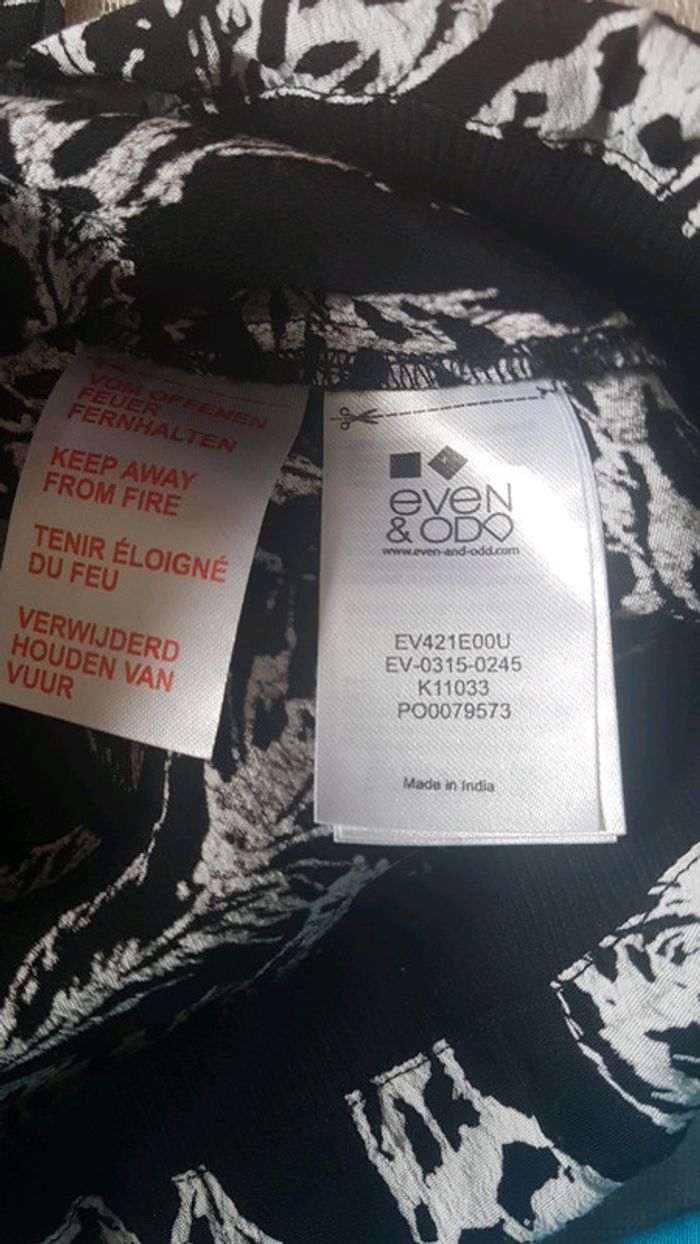 VOM OFFENEN
FEUER
FERNHALTEN
KEEP AWAY
FROM FIRE
TENIR ÉLOIGNÉ
DU FEU
VERWIJDERD
HOUDEN VAN
VUUR
even
& ODD
www.even-and-odd.com
EV421E00U
EV-0315-0245
K11033
PO0079573
Made in India